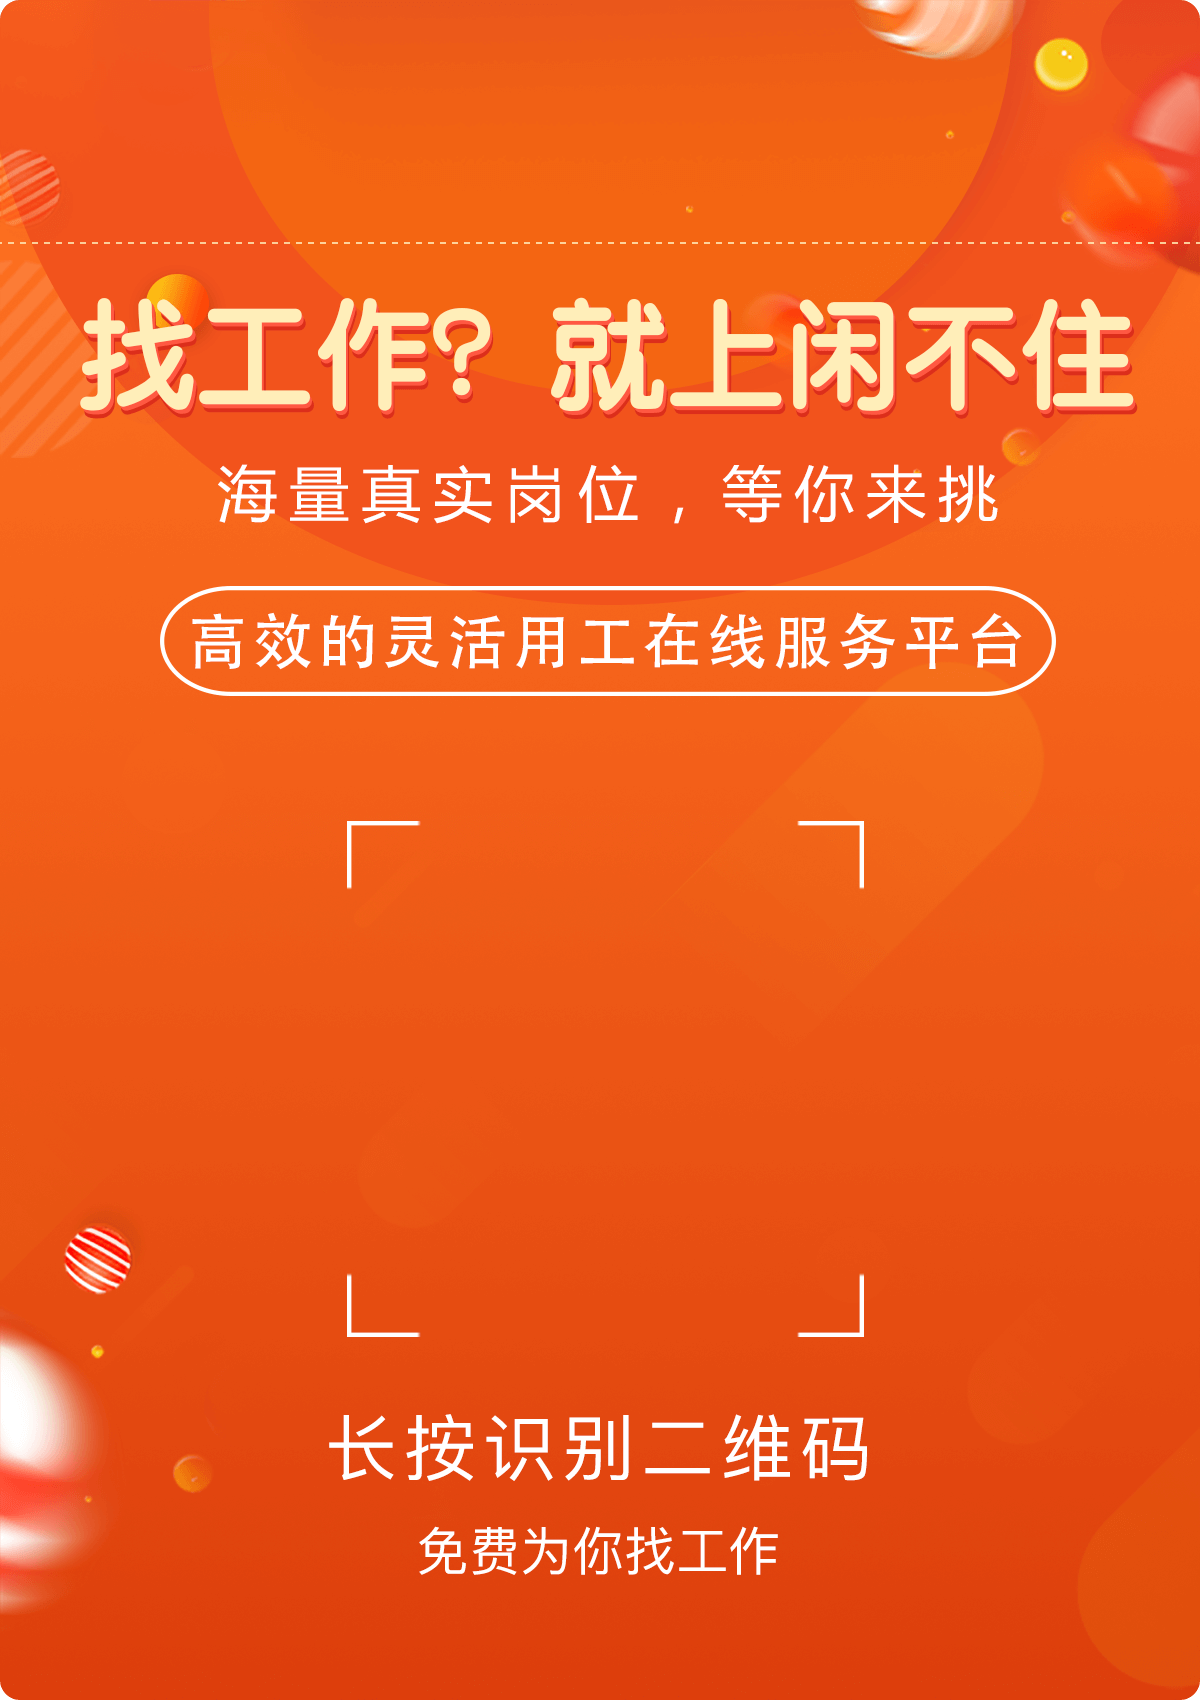 找工作？就上闲不住
海量真实岗位，等你来挑
高效的灵活用工在线服务平台
长按识别二维码
免费为你找工作